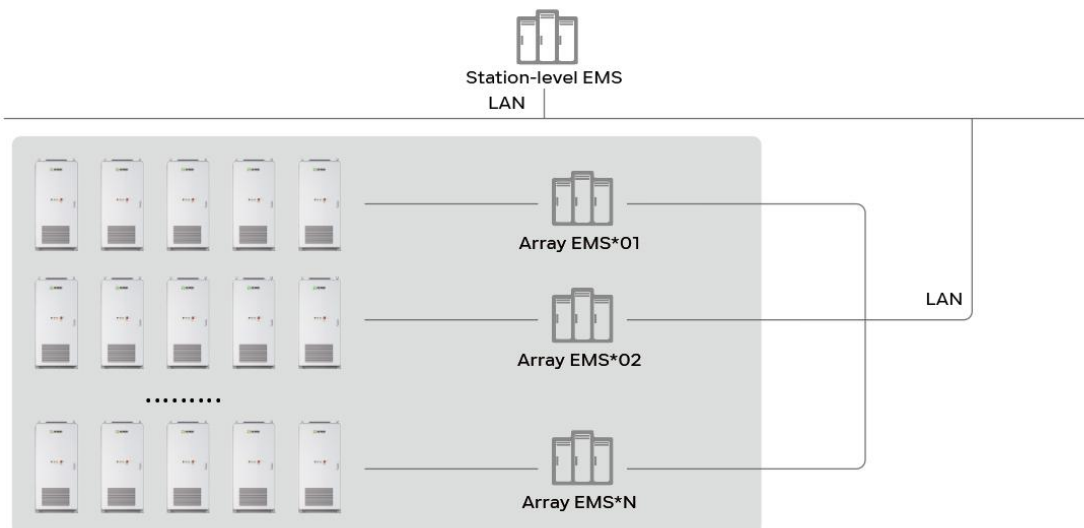 Station-level EMS
LAN
Array EMS*01
Array EMS*02
LAN
.........
Array EMS*N